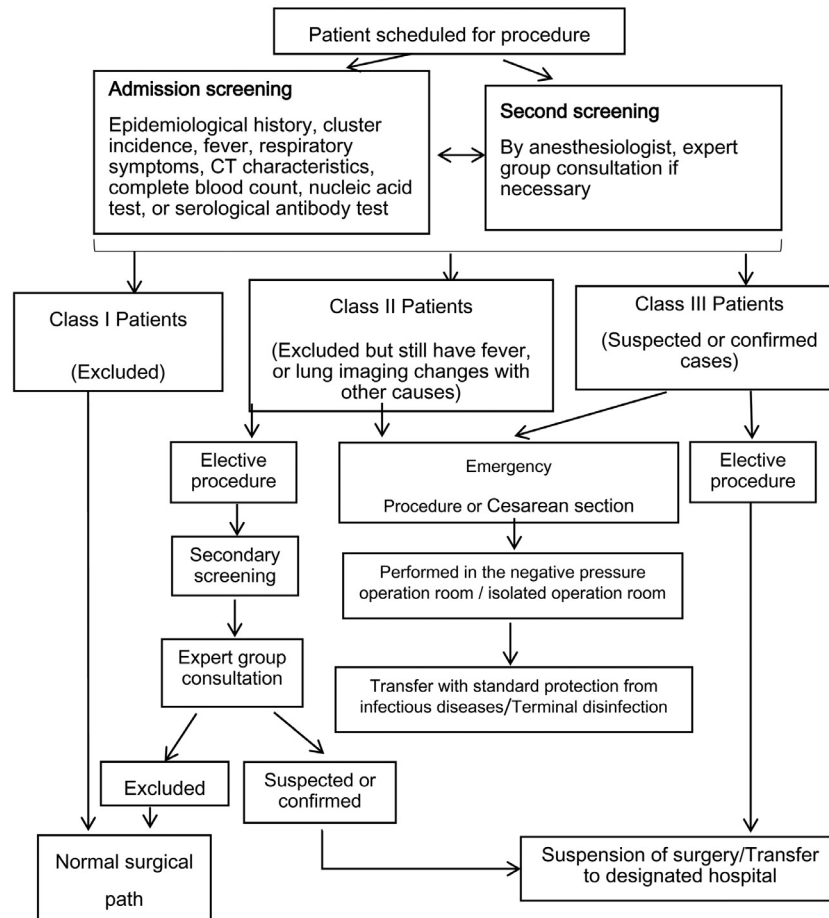 Patient scheduled for procedure
Admission screening
Epidemiological history, cluster
incidence, fever, respiratory
symptoms, CT characteristics,
complete blood count, nucleic acid
test, or serological antibody test
Second screening
By anesthesiologist, expert
group consultation if
necessary
Class I Patients
(Excluded)
Class II Patients
(Excluded but still have fever,
or lung imaging changes with
other causes)
Class III Patients
(Suspected or confirmed
cases)
Elective
procedure
Emergency
Procedure or Cesarean section
Elective
procedure
Secondary
screening
Performed in the negative pressure
operation room / isolated operation room
Expert group
consultation
Transfer with standard protection from
infectious diseases/Terminal disinfection
Excluded
Suspected or
confirmed
Normal surgical
path
Suspension of surgery/Transfer
to designated hospital